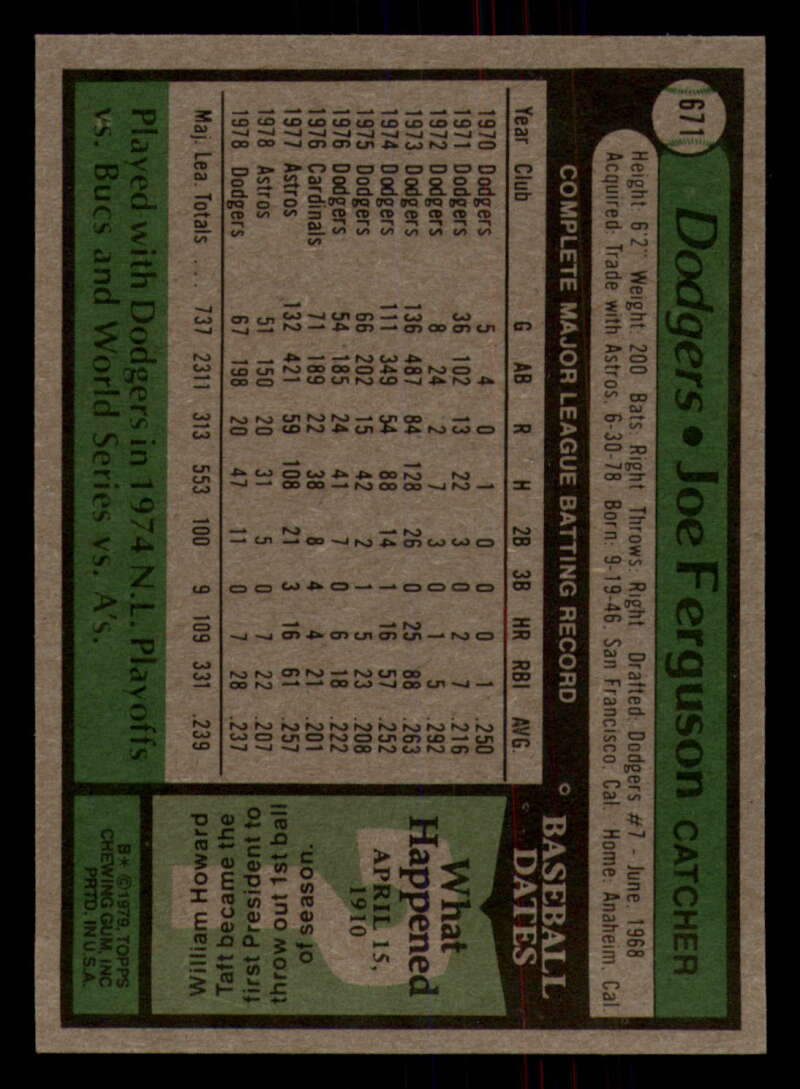 671
Dodgers • Joe Ferguson CATCHER
Height: 6'2" Weight: 200 Bats: Right Throws: Right Drafted: Dodgers #7 - June, 1968
Acquired: Trade with Astros, 6-30-78 Born: 9-19-46, San Francisco, Cal. Home: Anaheim, Cal.
COMPLETE MAJOR LEAGUE BATTING RECORD
Year Club G AB R H 2B 3B HR RBI AVG.
1970 Dodgers 5 4 0 1 0 0 0 1 .250
1971 Dodgers 36 102 13 22 3 0 2 7 .216
1972 Dodgers 8 24 2 7 3 0 1 5 .292
1973 Dodgers 136 487 84 128 26 0 25 88 .263
1974 Dodgers 111 349 54 88 14 1 16 57 .252
1975 Dodgers 66 202 15 42 2 1 5 23 .208
1976 Dodgers 54 185 24 41 7 0 6 18 .222
1976 Cardinals 71 189 22 38 8 4 4 21 .201
1977 Astros 132 421 59 108 21 3 16 61 .257
1978 Astros 51 150 20 31 5 0 7 22 .207
1978 Dodgers 67 198 20 47 11 0 7 28 .237
Maj. Lea. Totals .... 737 2311 313 553 100 9 109 331 .239
Played with Dodgers in 1974 N.L. Playoffs
vs. Bucs and World Series vs. A's.
BASEBALL
DATES
What
Happened
APRIL 15,
1910
William Howard
Taft became the
first President to
throw out 1st ball
of season.
B* ©1979, TOPPS
CHEWING GUM, INC
PRTD. IN U.S.A.